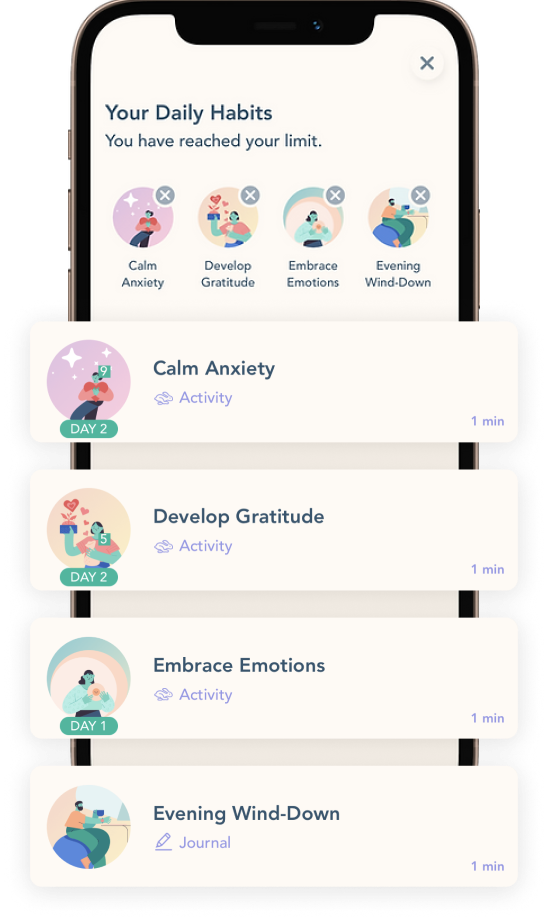 Your Daily Habits
You have reached your limit.
Calm
Anxiety
Develop
Gratitude
Embrace
Emotions
Evening
Wind-Down
9
Calm Anxiety
Activity
DAY 2
1 min
Develop Gratitude
5
Activity
DAY 2
1 min
Embrace Emotions
Activity
DAY 1
1 min
Evening Wind-Down
Journal
1 min